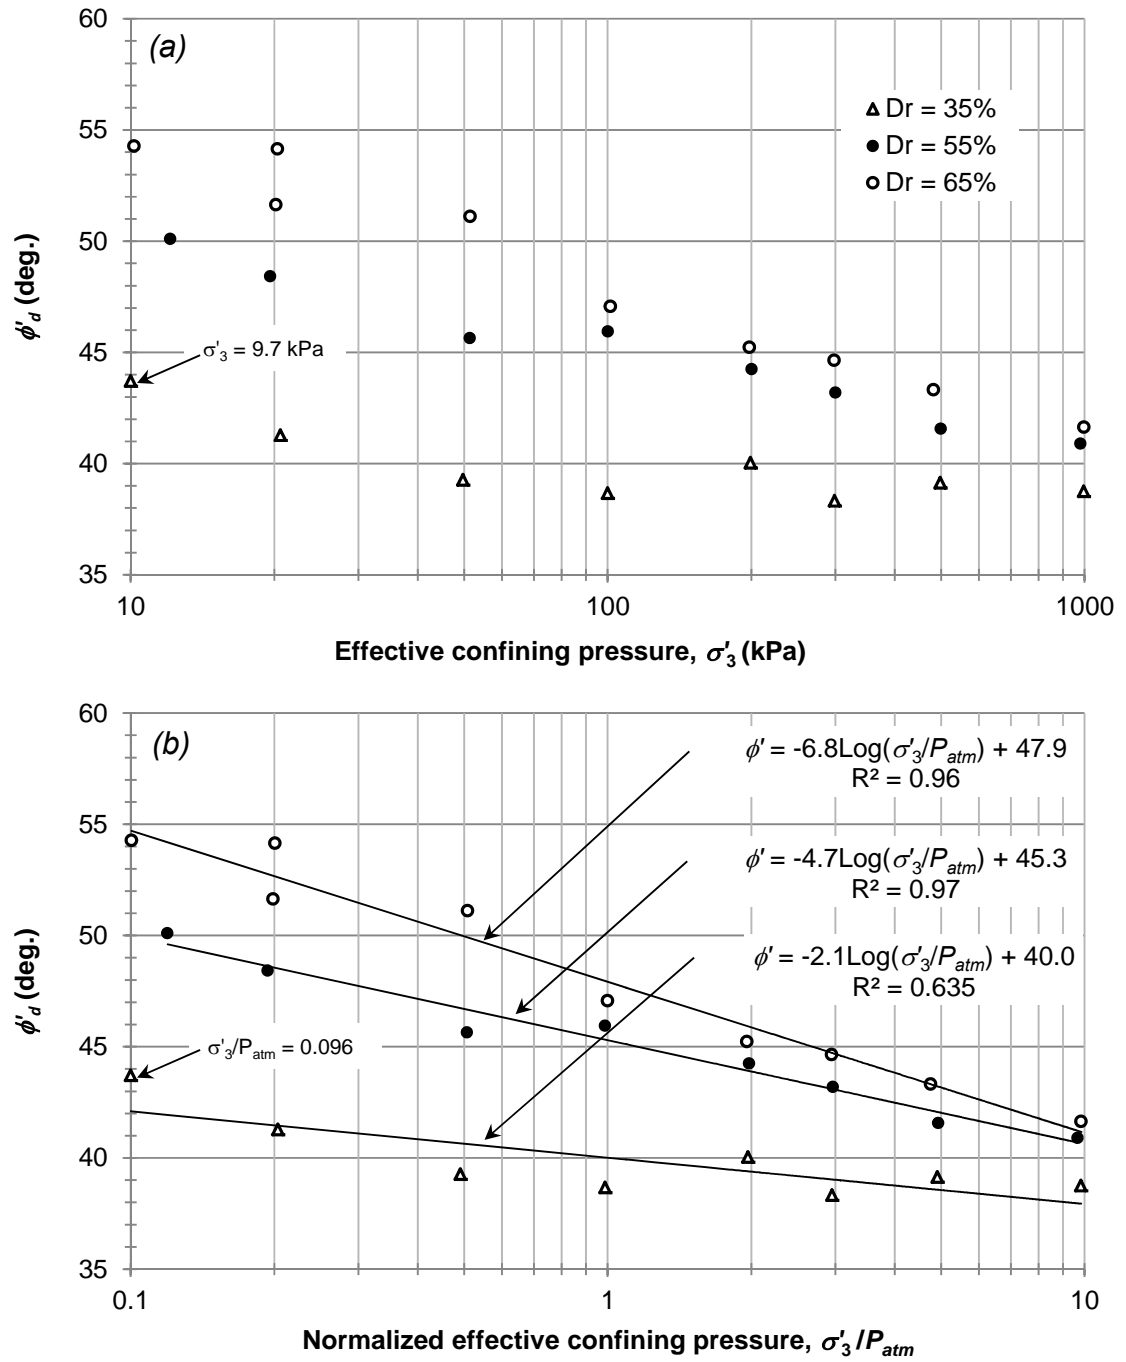 (a)
60
55
50
45
40
35
ϕ'd (deg.)
Dr = 35%
Dr = 55%
Dr = 65%
σ'3 = 9.7 kPa
10
100
1000
Effective confining pressure, σ'3 (kPa)
(b)
60
55
50
45
40
35
ϕ'd (deg.)
ϕ' = -6.8Log(σ'3/Patm) + 47.9
R² = 0.96
ϕ' = -4.7Log(σ'3/Patm) + 45.3
R² = 0.97
ϕ' = -2.1Log(σ'3/Patm) + 40.0
R² = 0.635
σ'3/Patm = 0.096
0.1
1
10
Normalized effective confining pressure, σ'3/Patm